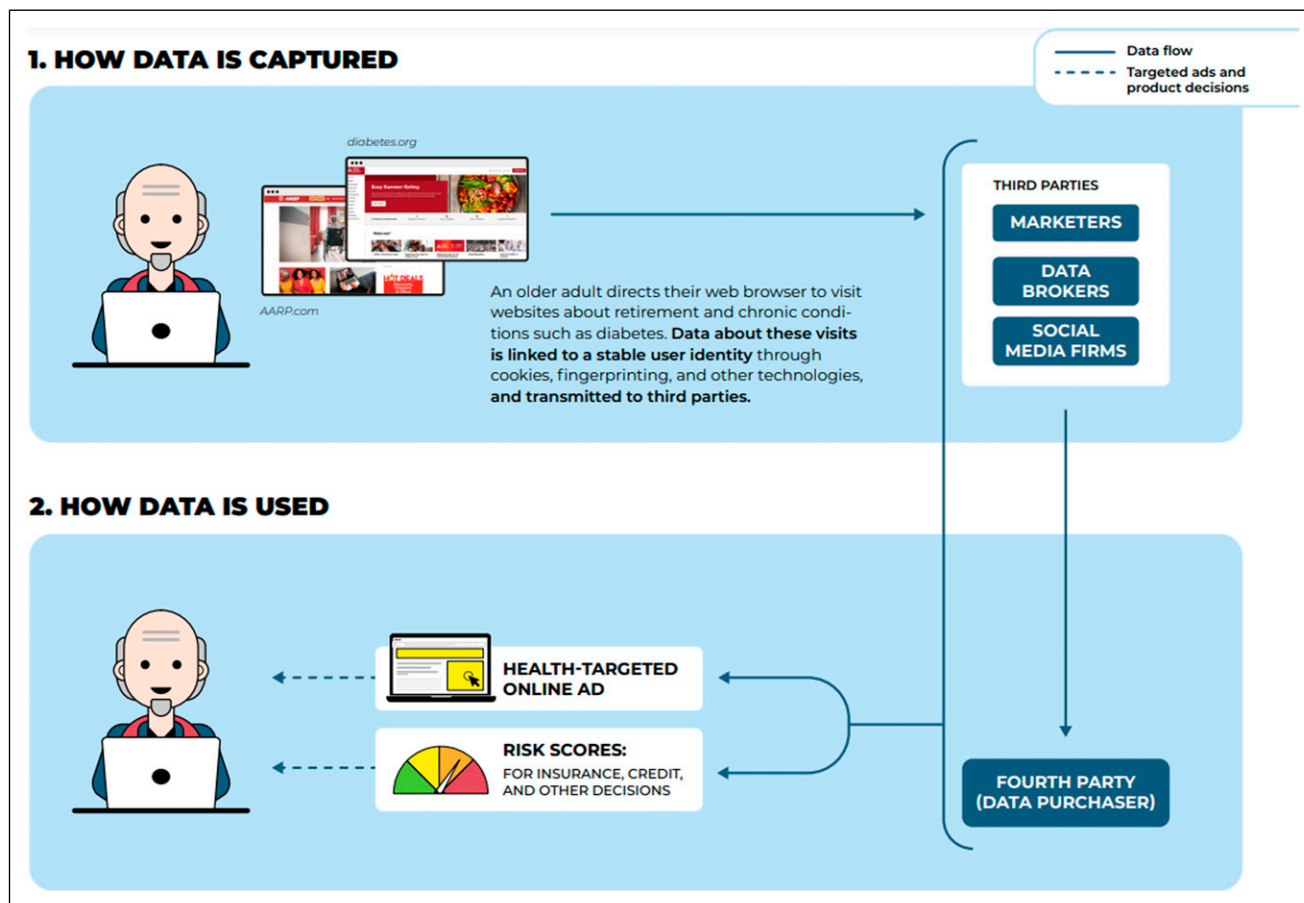 1. HOW DATA IS CAPTURED
Data flow
Targeted ads and
product decisions
diabetes.org
Easy Summer Eating
AARP
HOT DEALS
AARP.com
An older adult directs their web browser to visit
websites about retirement and chronic condi-
tions such as diabetes. Data about these visits
is linked to a stable user identity through
cookies, fingerprinting, and other technologies,
and transmitted to third parties.
THIRD PARTIES
MARKETERS
DATA
BROKERS
SOCIAL
MEDIA FIRMS
2. HOW DATA IS USED
HEALTH-TARGETED
ONLINE AD
RISK SCORES:
FOR INSURANCE, CREDIT,
AND OTHER DECISIONS
FOURTH PARTY
(DATA PURCHASER)